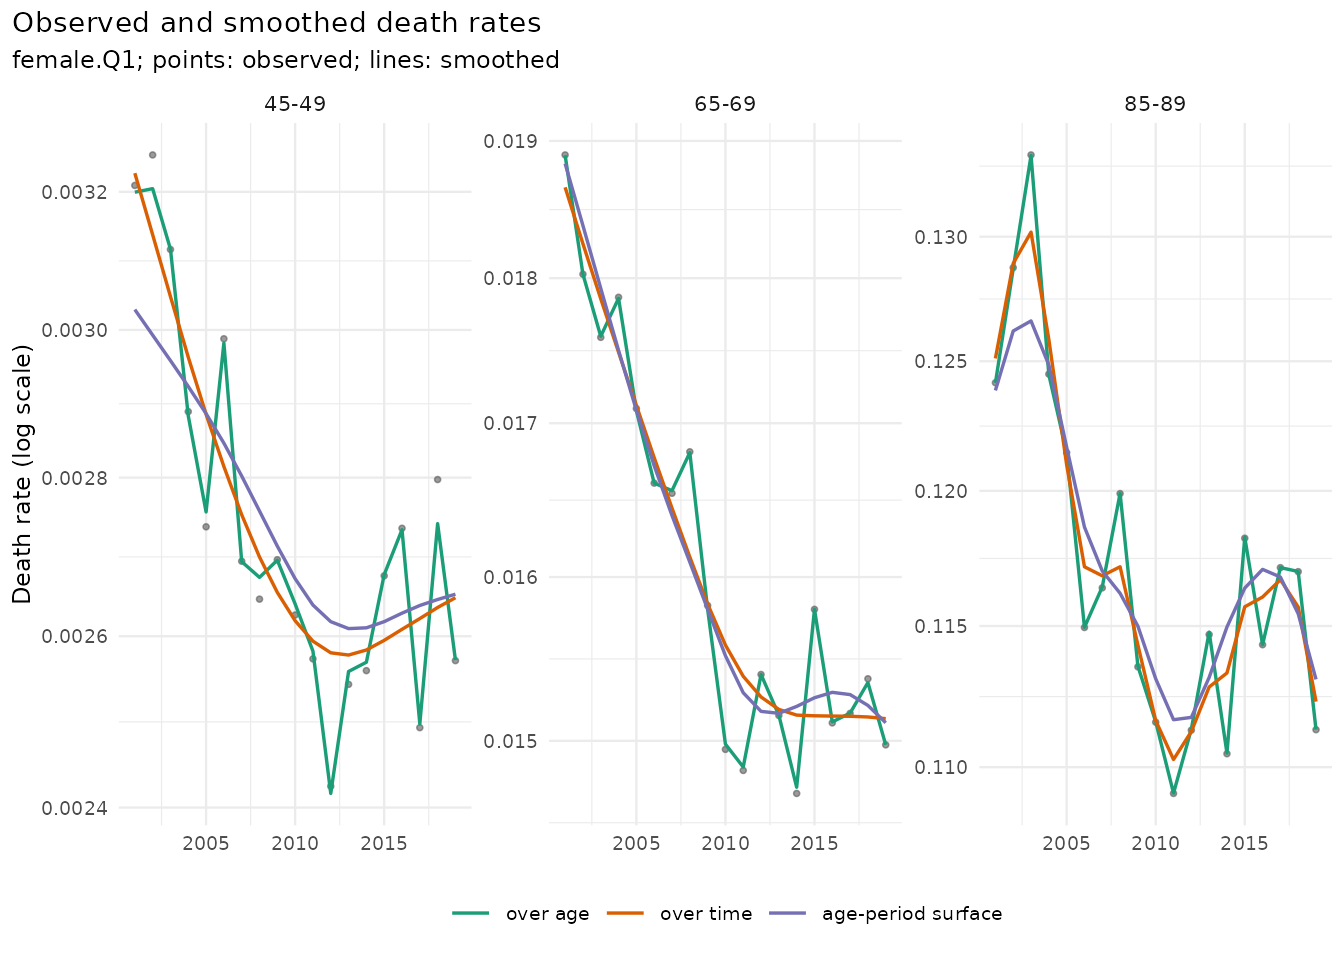 Observed and smoothed death rates
female.Q1; points: observed; lines: smoothed
45-49
65-69
85-89
Death rate (log scale)
0.0032
0.0030
0.0028
0.0026
0.0024
0.019
0.018
0.017
0.016
0.015
0.130
0.125
0.120
0.115
0.110
2005 2010 2015
2005 2010 2015
2005 2010 2015
over age
over time
age-period surface